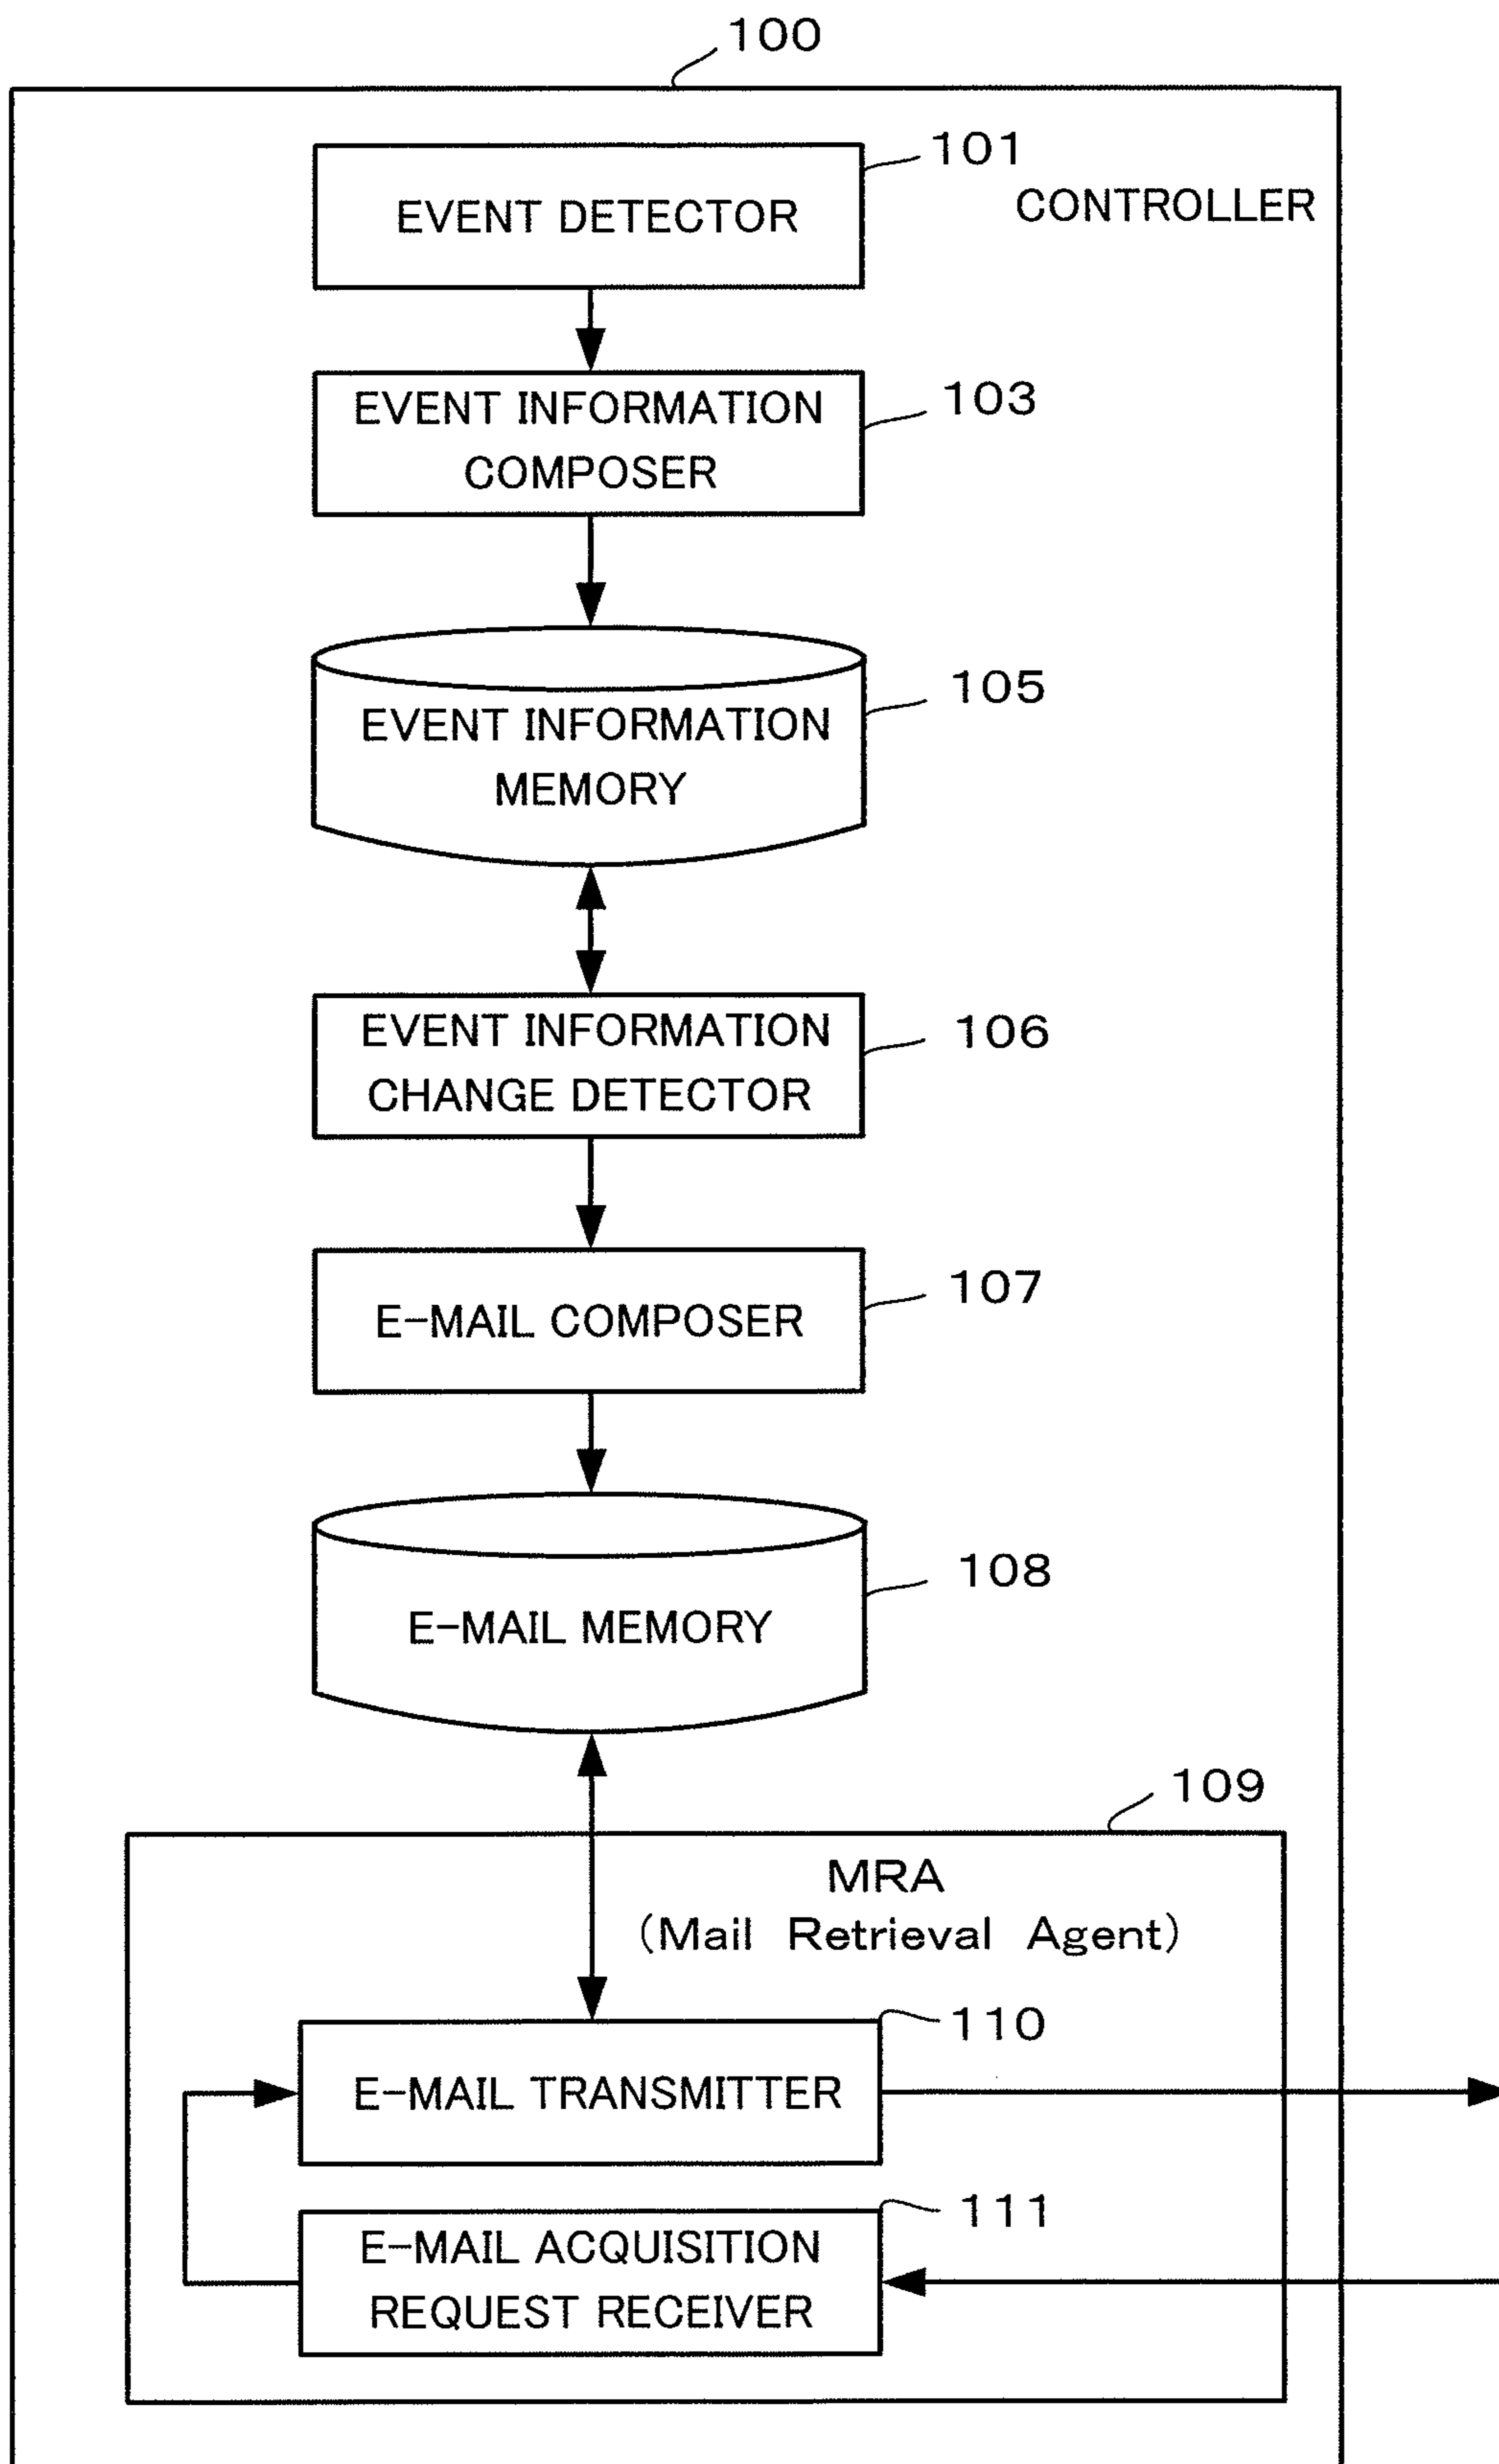 100
101
CONTROLLER
EVENT DETECTOR
103
EVENT INFORMATION
COMPOSER
105
EVENT INFORMATION
MEMORY
106
EVENT INFORMATION
CHANGE DETECTOR
107
E-MAIL COMPOSER
108
E-MAIL MEMORY
109
MRA
(Mail Retrieval Agent)
110
E-MAIL TRANSMITTER
111
E-MAIL ACQUISITION
REQUEST RECEIVER